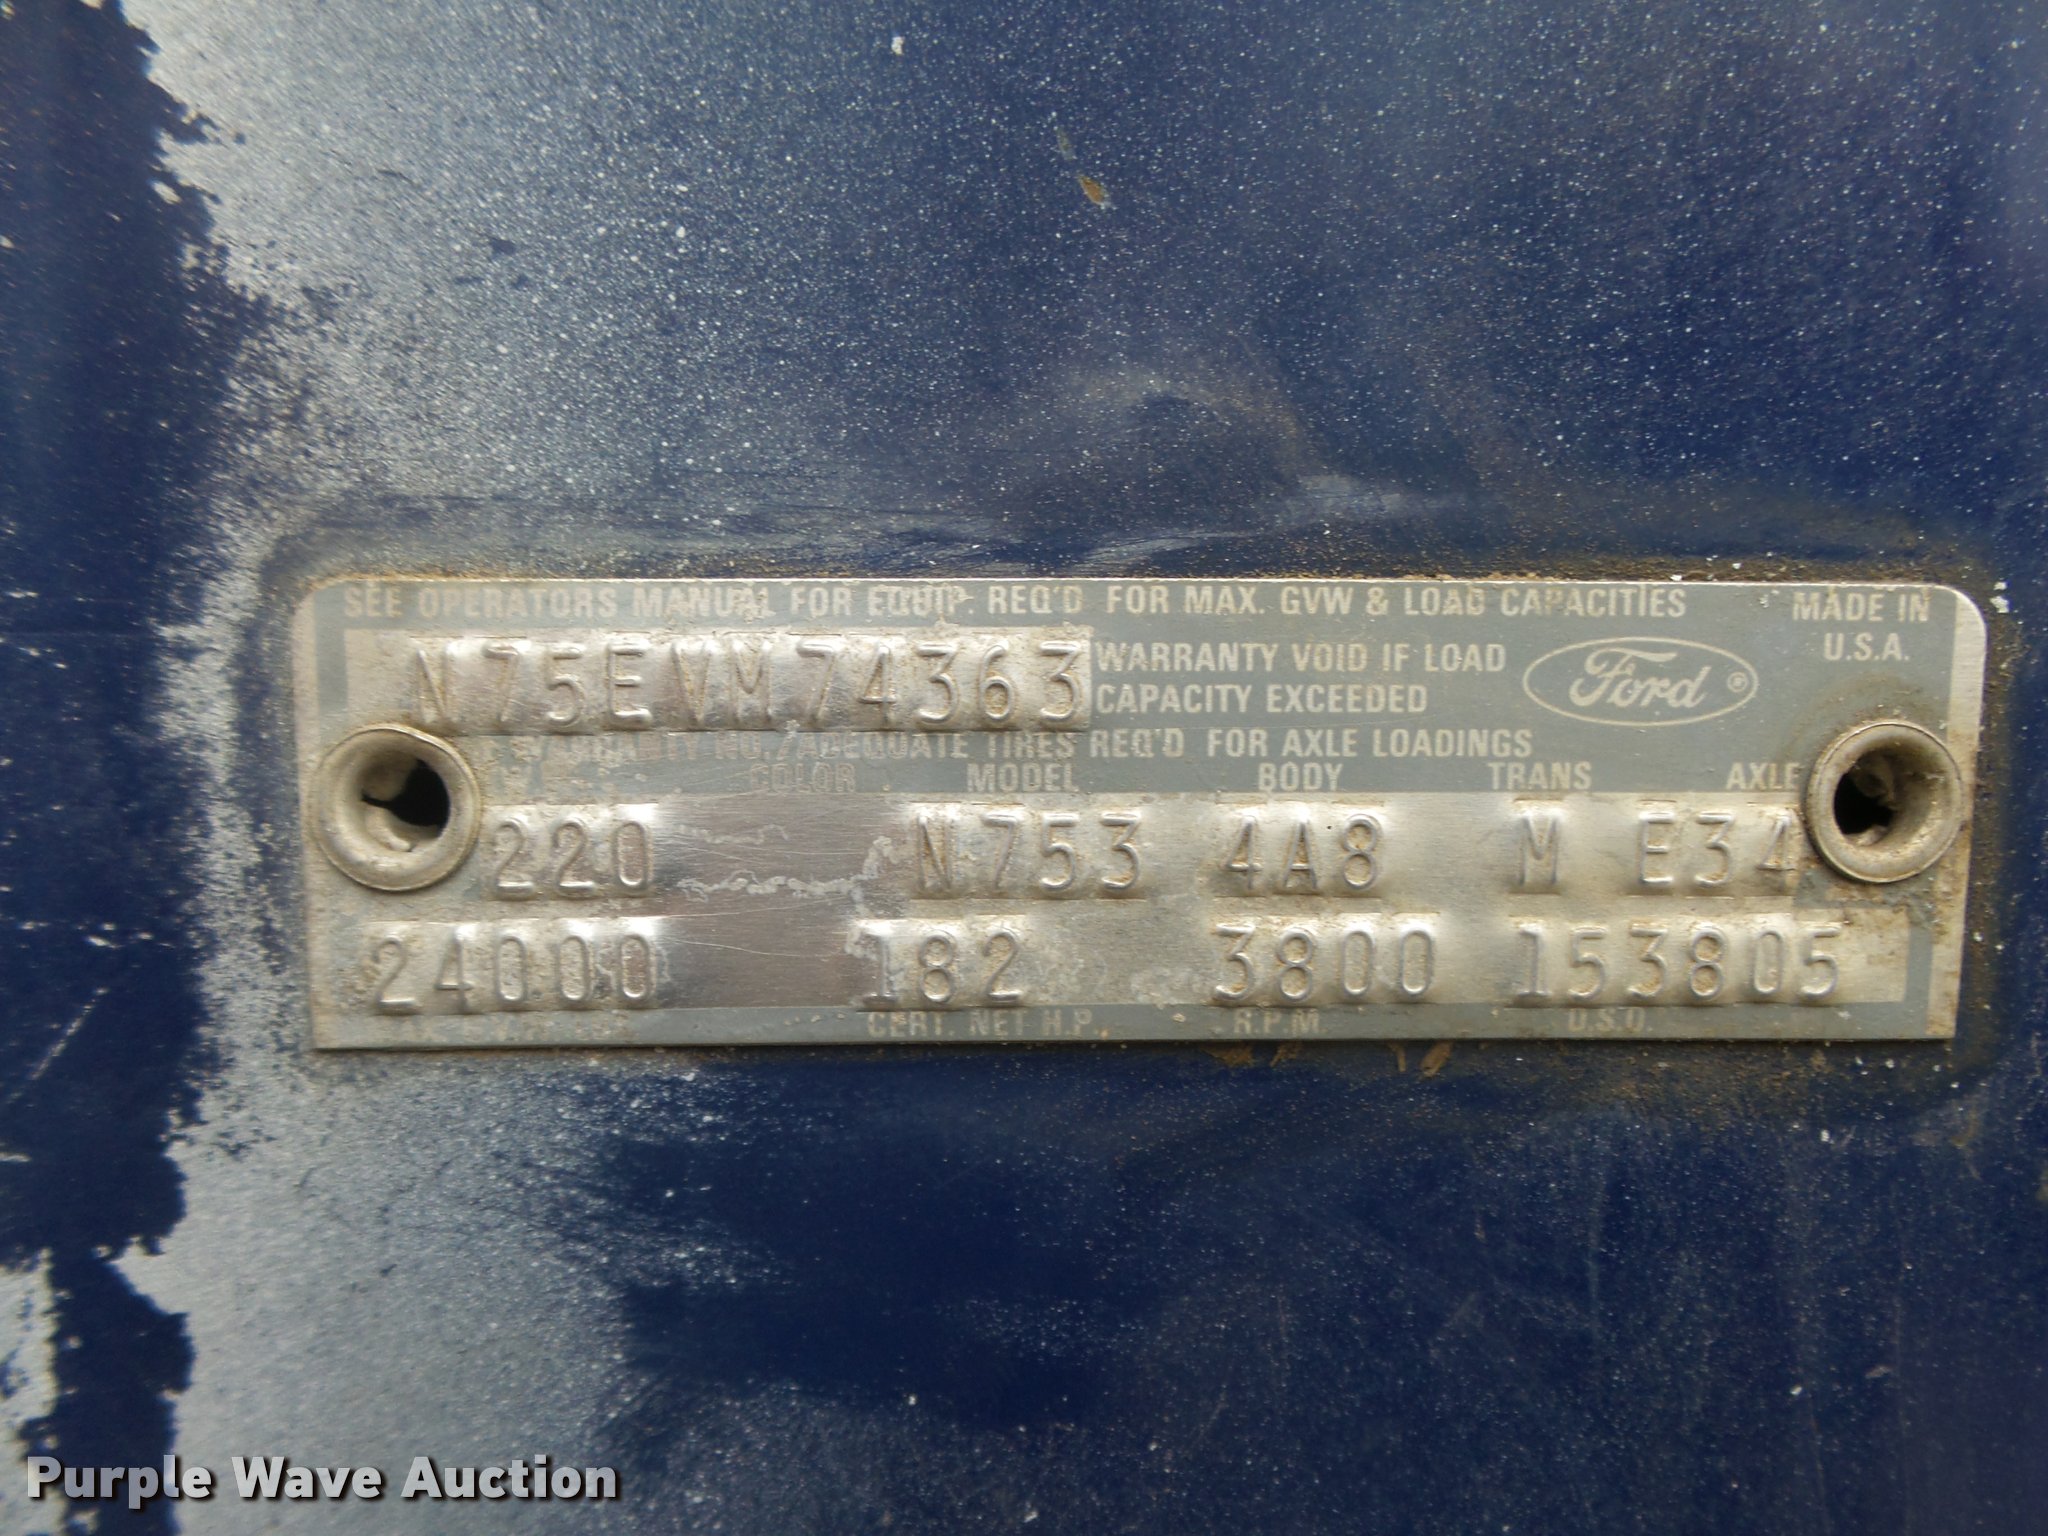 SEE OPERATORS MANUAL FOR EQUIP. REQ'D FOR MAX. GVW & LOAD CAPACITIES
MADE IN
U.S.A.
N75EVM74363
WARRANTY VOID IF LOAD
CAPACITY EXCEEDED
Ford ®
WARRANTY NO./ADEQUATE TIRES REQ'D FOR AXLE LOADINGS
COLOR MODEL BODY TRANS AXLE
220 N753 4A8 M E34
24000 182 3800 153805
CERT. NET H.P. R.P.M. D.S.O.
Purple Wave Auction